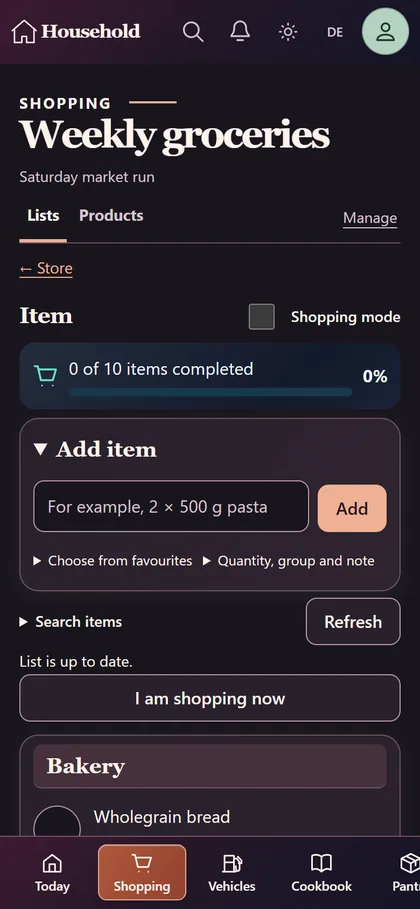 Household
DE
SHOPPING
Weekly groceries
Saturday market run
Lists Products Manage
← Store
Item Shopping mode
0 of 10 items completed 0%
▼ Add item
For example, 2 × 500 g pasta Add
▶ Choose from favourites ▶ Quantity, group and note
▶ Search items Refresh
List is up to date.
I am shopping now
Bakery
Wholegrain bread
Today Shopping Vehicles Cookbook